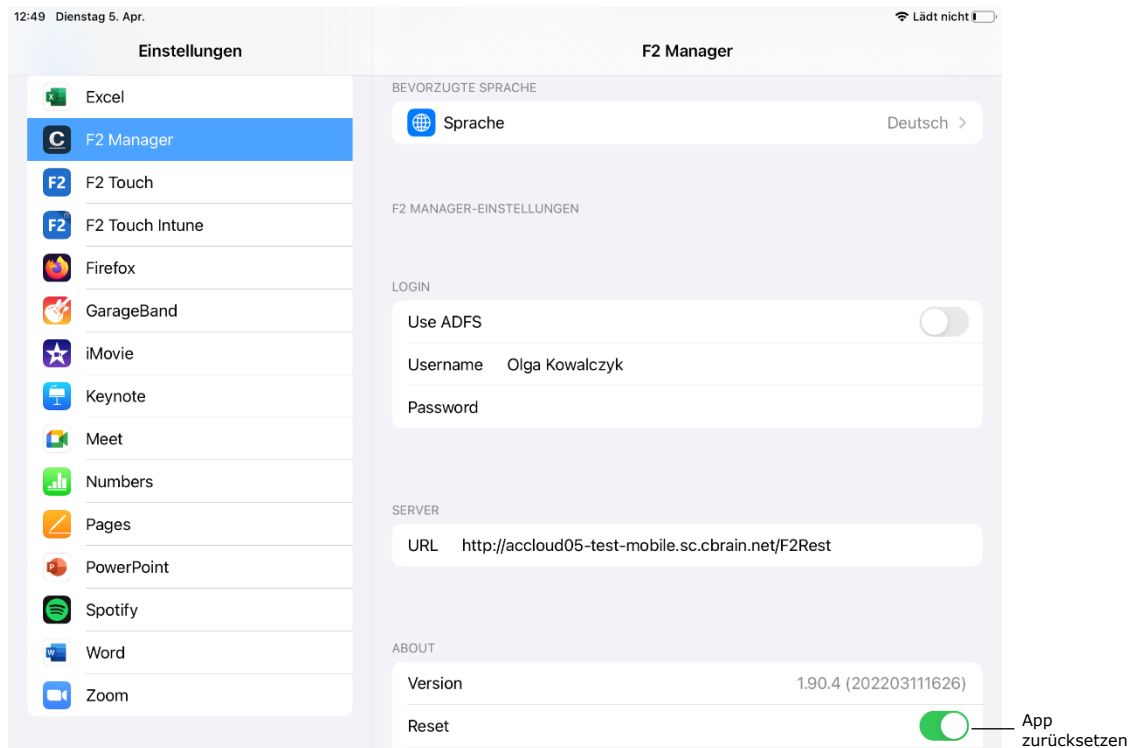 12:49 Dienstag 5. Apr.
Lädt nicht
Einstellungen
F2 Manager
Excel
F2 Manager
F2 Touch
F2 Touch Intune
Firefox
GarageBand
iMovie
Keynote
Meet
Numbers
Pages
PowerPoint
Spotify
Word
Zoom
BEVORZUGTE SPRACHE
Sprache Deutsch
F2 MANAGER-EINSTELLUNGEN
LOGIN
Use ADFS
Username Olga Kowalczyk
Password
SERVER
URL http://accloud05-test-mobile.sc.cbrain.net/F2Rest
ABOUT
Version 1.90.4 (202203111626)
Reset
App
zurücksetzen